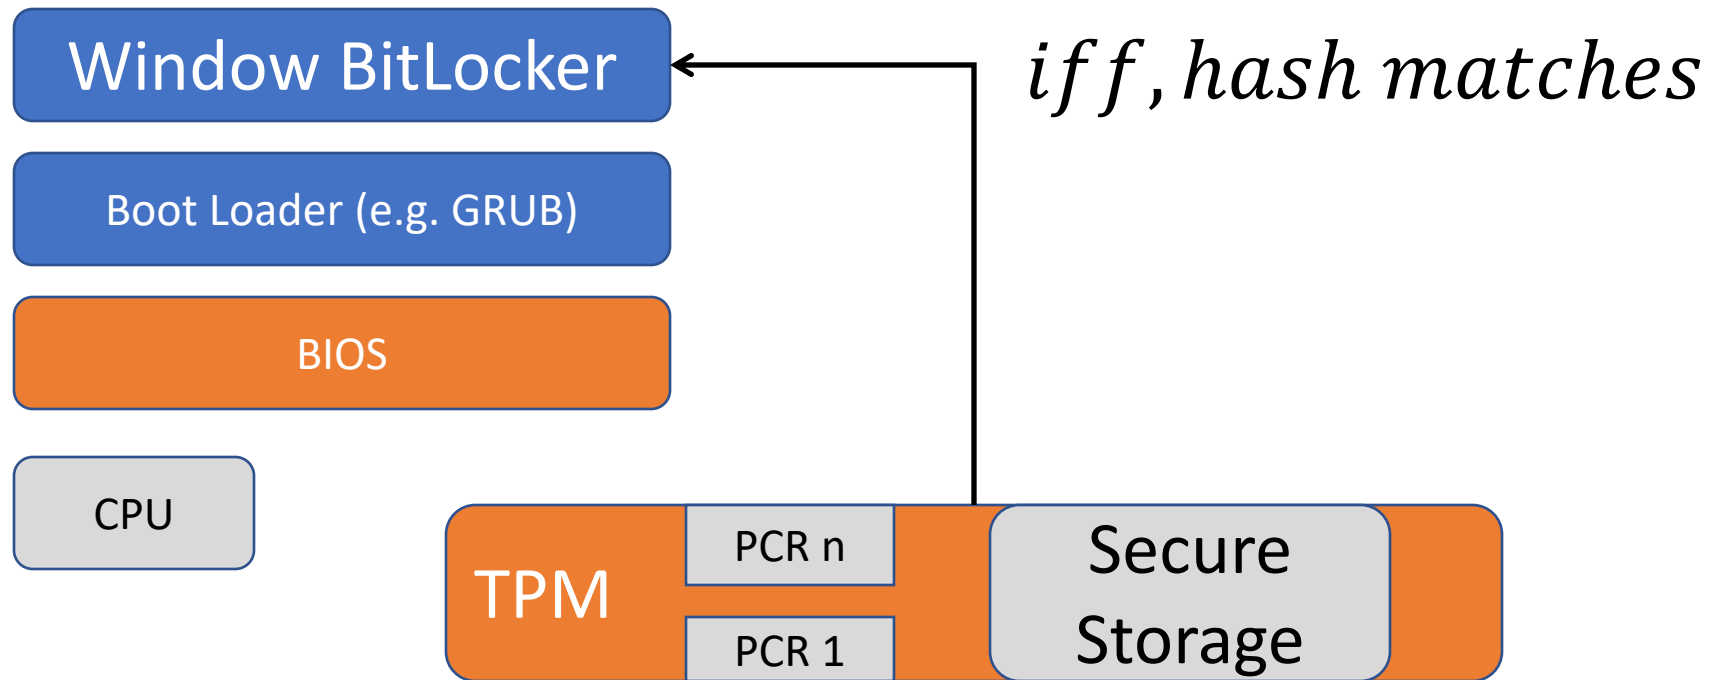 Window BitLocker
iff, hash matches
Boot Loader (e.g. GRUB)
BIOS
CPU
TPM
PCR n
PCR 1
Secure
Storage